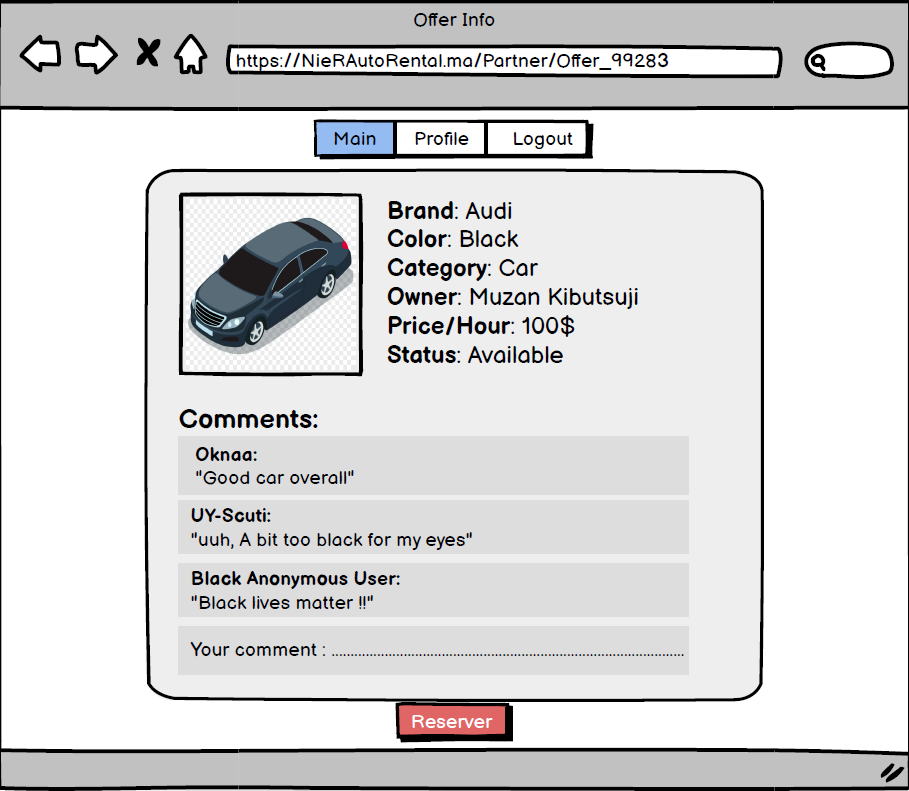 Offer Info
https://NieRAutoRental.ma/Partner/Offer_99283
Main Profile Logout
Brand: Audi
Color: Black
Category: Car
Owner: Muzan Kibutsuji
Price/Hour: 100$
Status: Available
Comments:
Oknaa:
"Good car overall"
UY-Scuti:
"uuh, A bit too black for my eyes"
Black Anonymous User:
"Black lives matter !!"
Your comment : ........................................................................................
Reserver